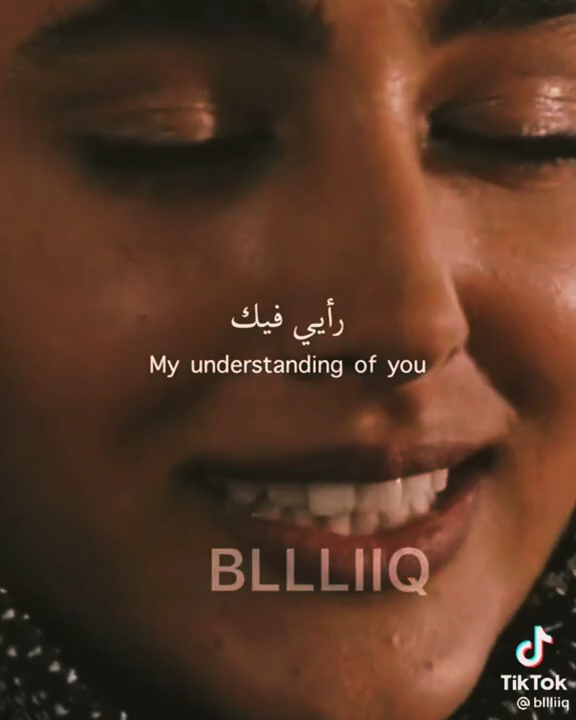 رأيي فيك
My understanding of you
BLLLIIQ
TikTok
@bllliiq